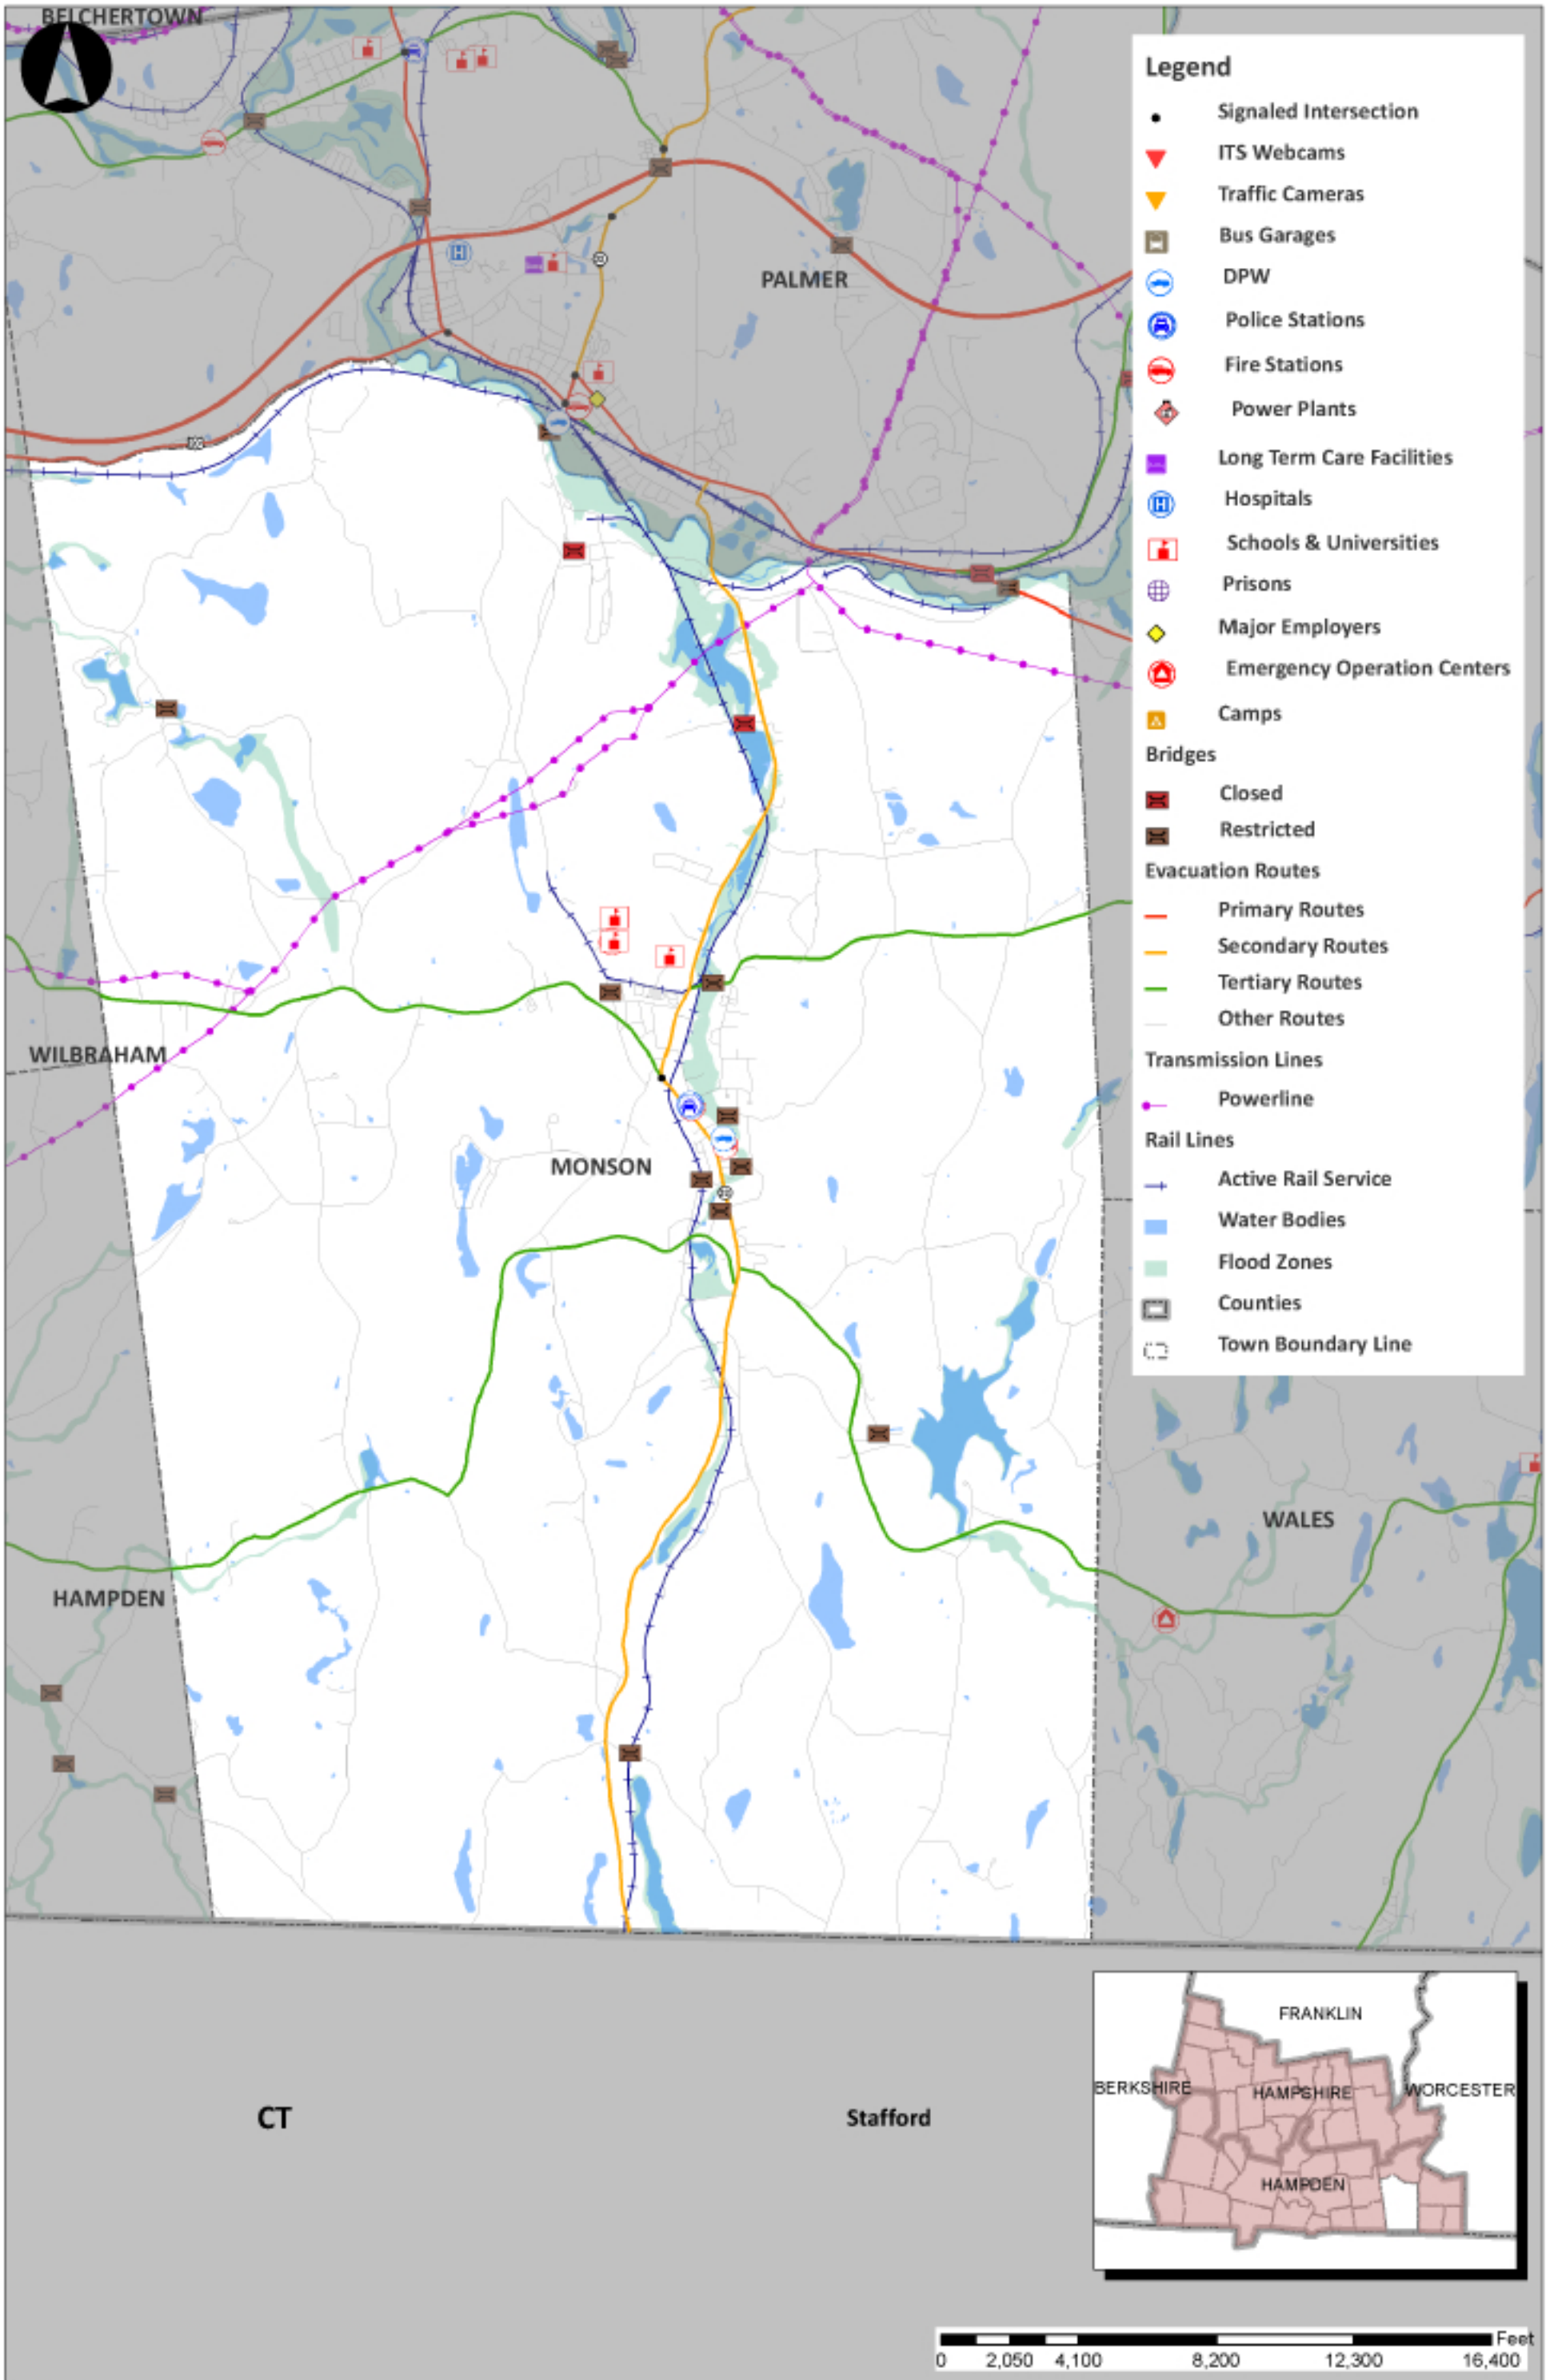 BELCHERTOWN
PALMER
WILBRAHAM
MONSON
HAMPDEN
WALES
CT
Stafford
Legend
Signaled Intersection
ITS Webcams
Traffic Cameras
Bus Garages
DPW
Police Stations
Fire Stations
Power Plants
Long Term Care Facilities
Hospitals
Schools & Universities
Prisons
Major Employers
Emergency Operation Centers
Camps
Bridges
Closed
Restricted
Evacuation Routes
Primary Routes
Secondary Routes
Tertiary Routes
Other Routes
Transmission Lines
Powerline
Rail Lines
Active Rail Service
Water Bodies
Flood Zones
Counties
Town Boundary Line
FRANKLIN
BERKSHIRE
HAMPSHIRE
WORCESTER
HAMPDEN
Feet
0 2,050 4,100 8,200 12,300 16,400